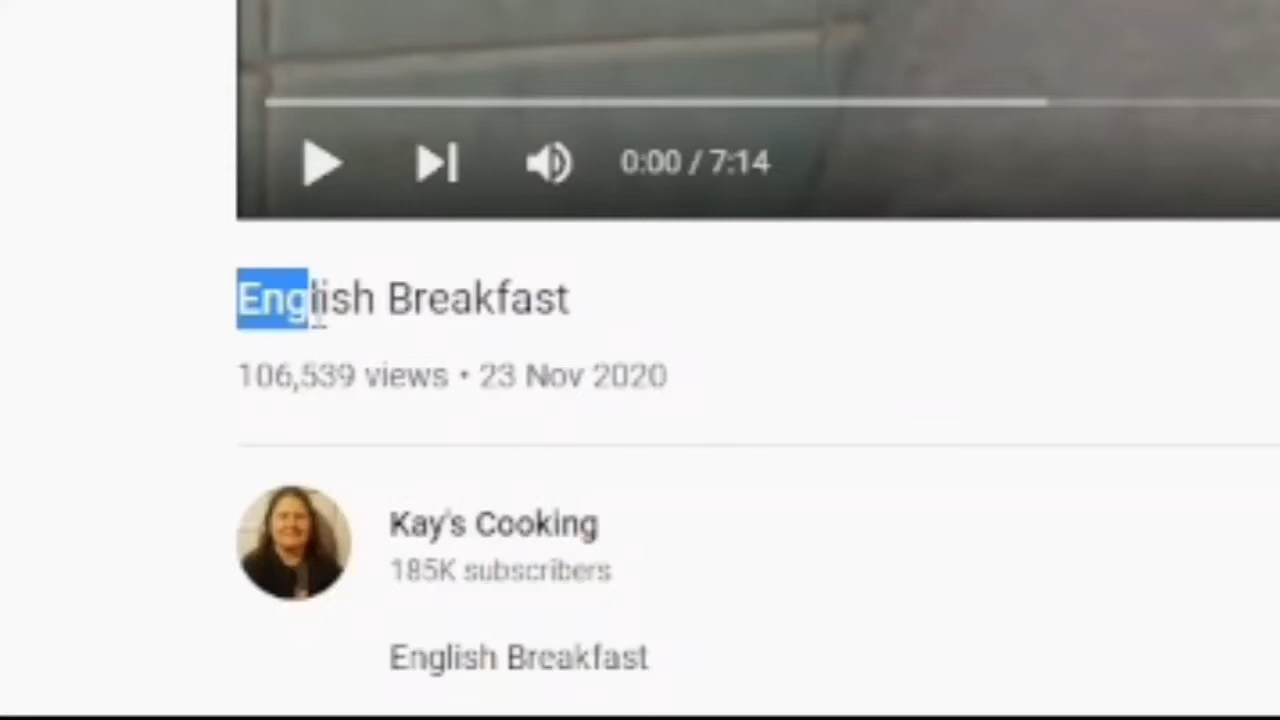 0:00 / 7:14
English Breakfast
106,539 views • 23 Nov 2020
Kay's Cooking
185K subscribers
English Breakfast